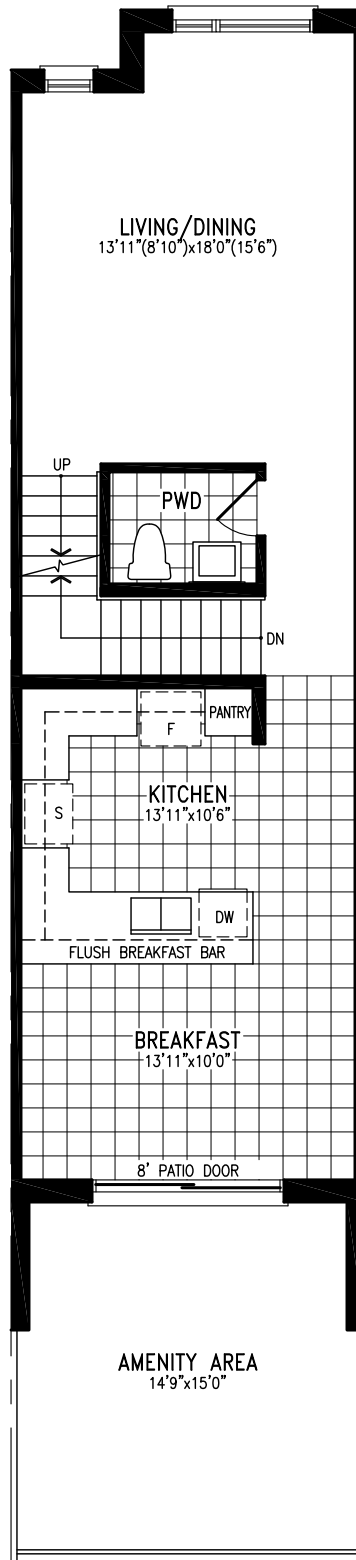 LIVING/DINING
13'11"(8'10")x18'0"(15'6")
UP
PWD
DN
F
PANTRY
S
KITCHEN
13'11"x10'6"
DW
FLUSH BREAKFAST BAR
BREAKFAST
13'11"x10'0"
8' PATIO DOOR
AMENITY AREA
14'9"x15'0"